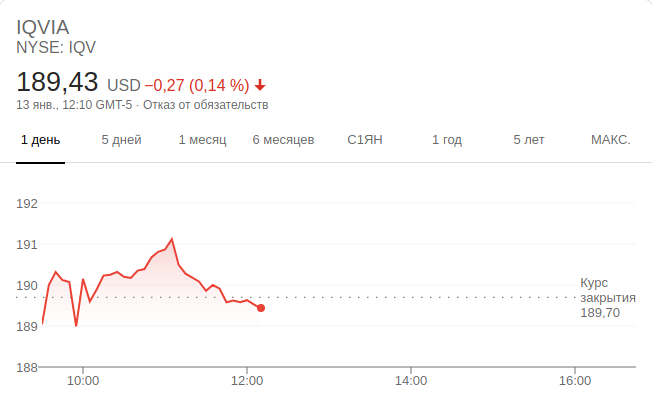 IQVIA
NYSE: IQV
189,43 USD −0,27 (0,14 %)
13 янв., 12:10 GMT-5 · Отказ от обязательств
1 день 5 дней 1 месяц 6 месяцев С1ЯН 1 год 5 лет МАКС.
192
191
190
Курс
закрытия
189,70
189
188
10:00 12:00 14:00 16:00